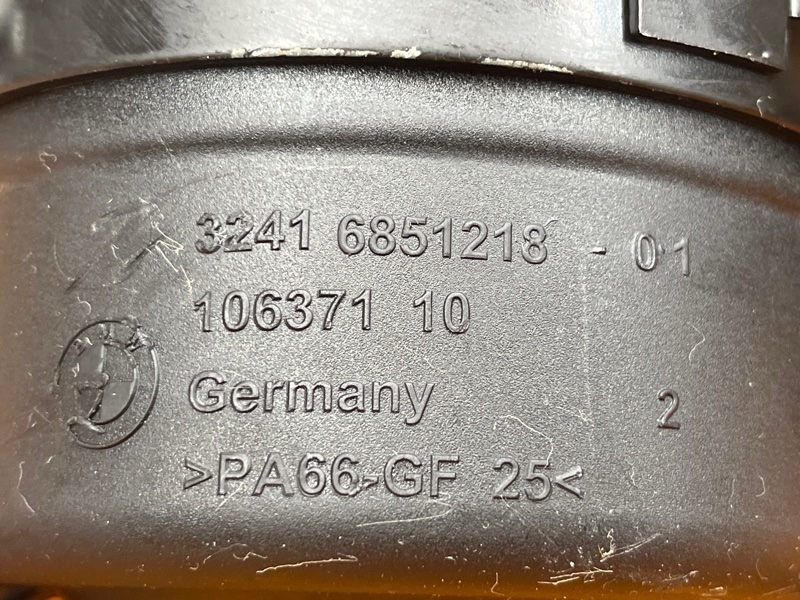 3241 6851218 - 01
106371 10
Germany 2
>PA66-GF 25<